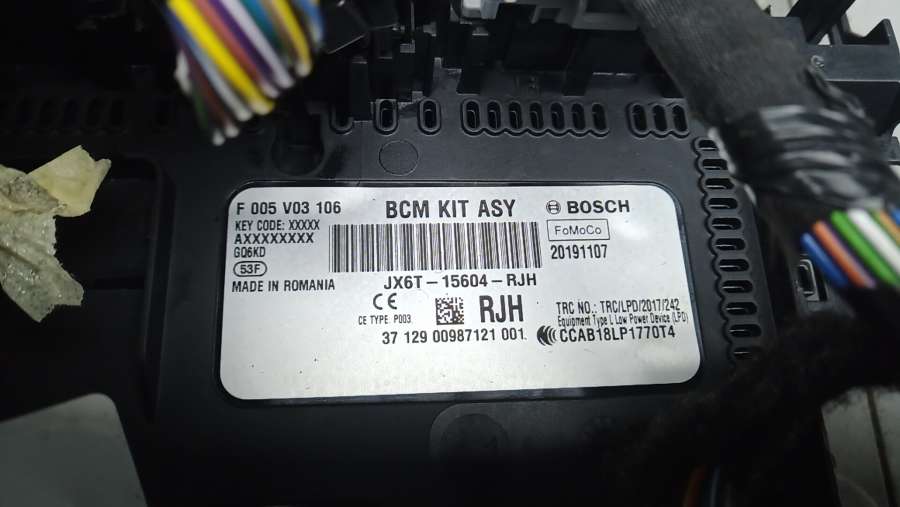 F 005 V03 106
BCM KIT ASY
BOSCH
KEY CODE: XXXXX
AXXXXXXXX
GQ6KD
53F
MADE IN ROMANIA
FoMoCo
20191107
JX6T-15604-RJH
CE
CE TYPE P003
RJH
37 129 00987121 001.
TRC NO.: TRC/LPD/2017/242
Equipment Type L Low Power Device (LPD)
CCAB18LP1770T4